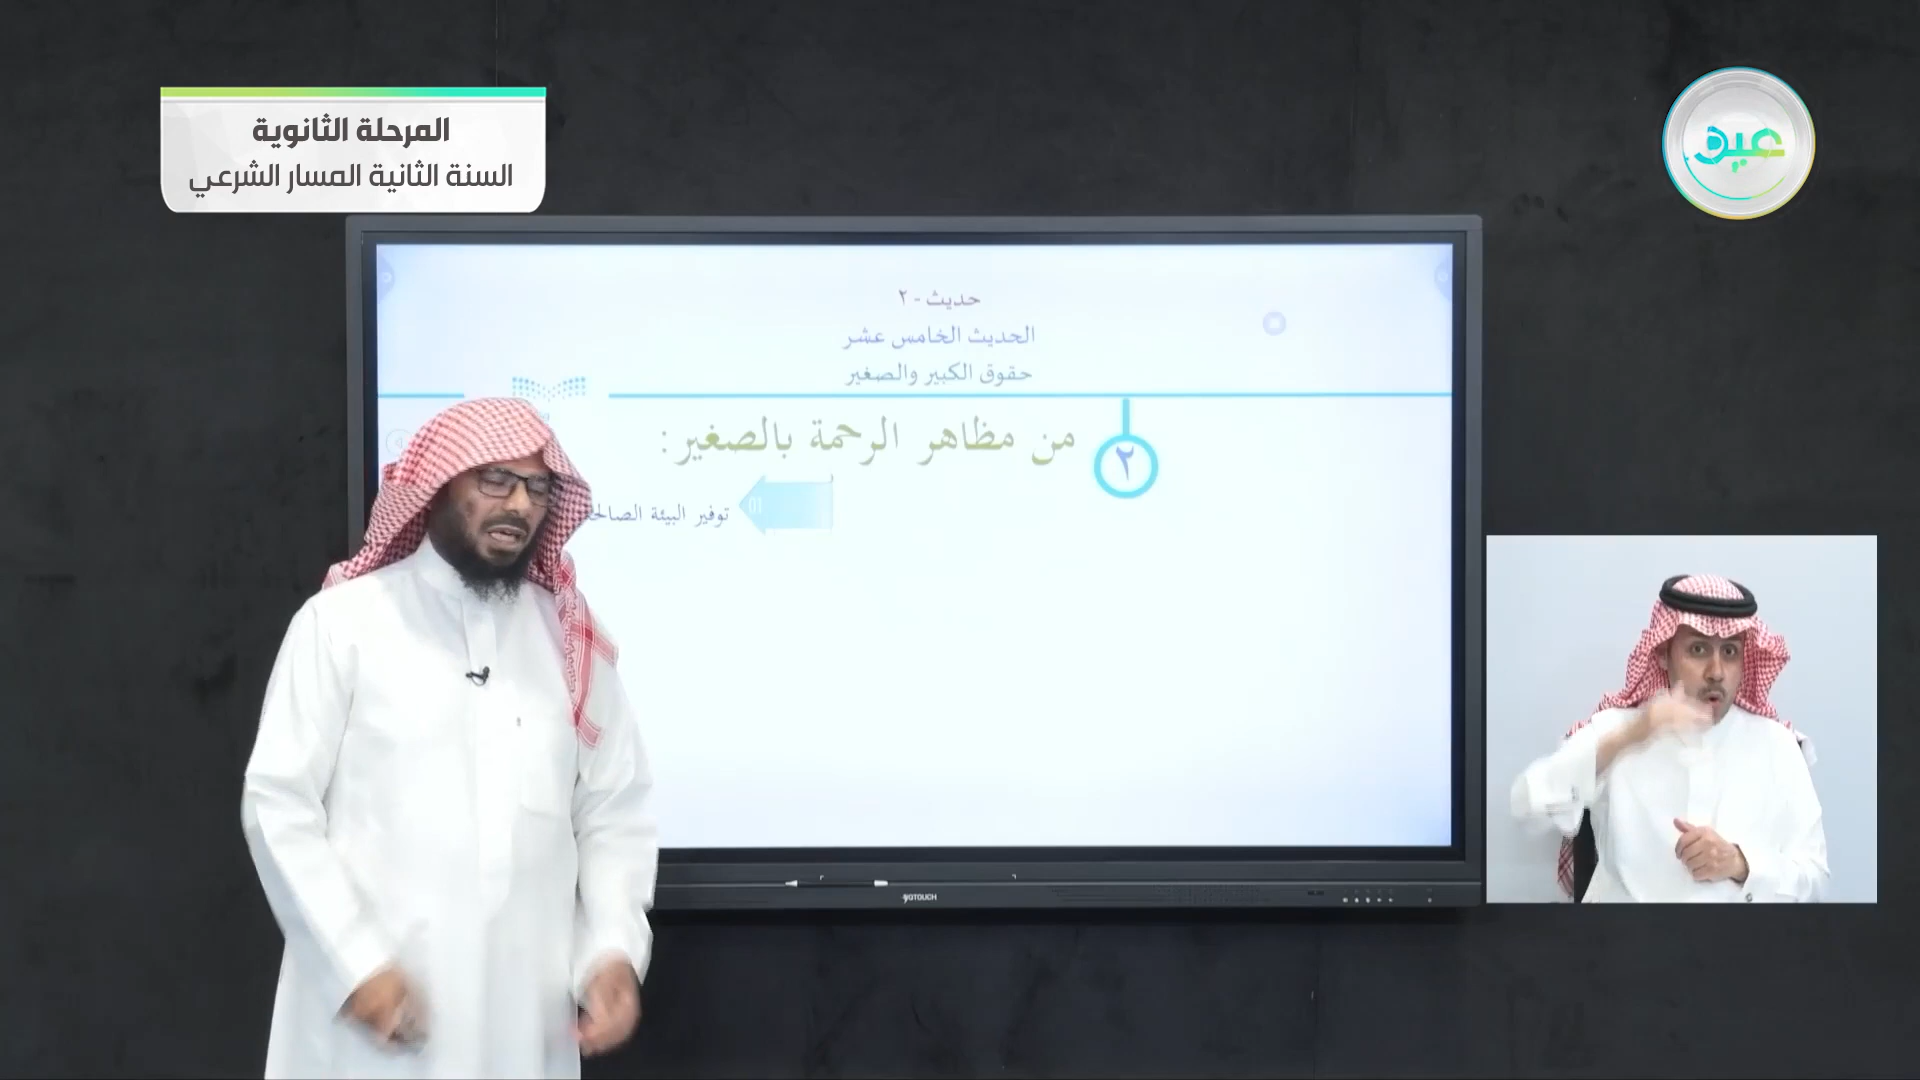 المرحلة الثانوية
السنة الثانية المسار الشرعي
عين
حديث - ٢
الحديث الخامس عشر
حقوق الكبير والصغير
٢
من مظاهر الرحمة بالصغير:
01
توفير البيئة الصالحة